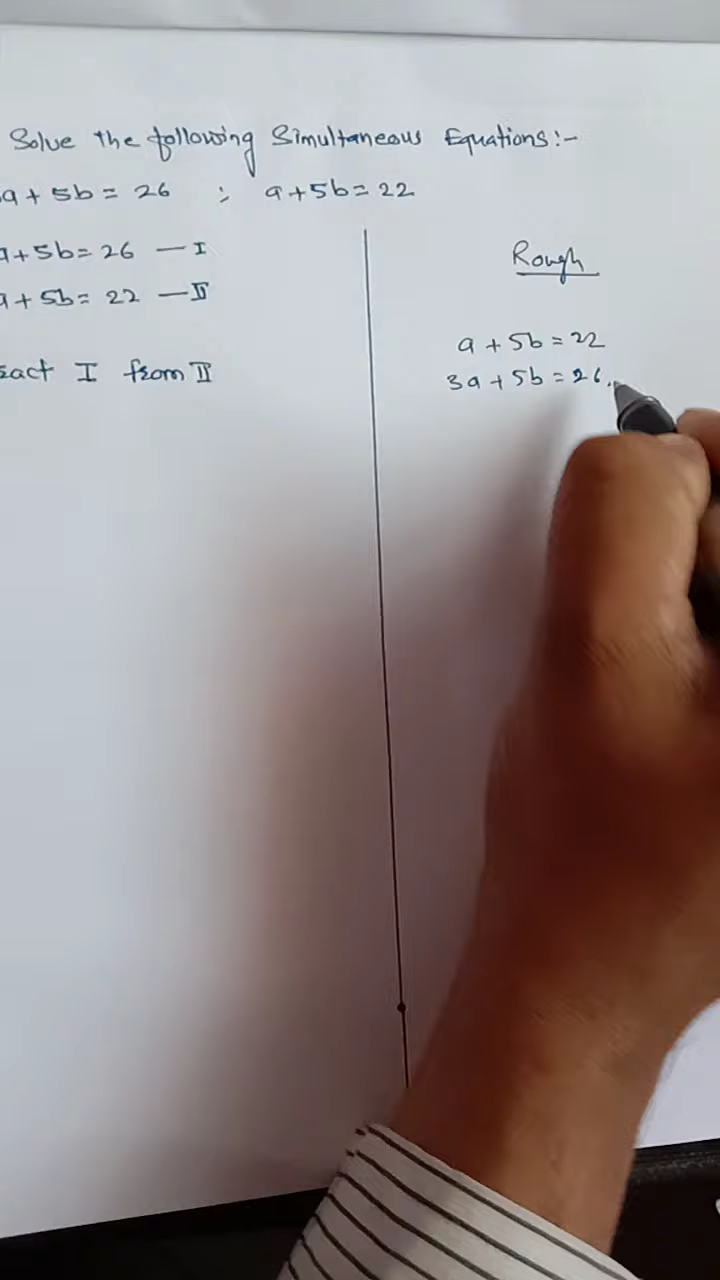 Solve the following Simultaneous Equations:-
a + 5b = 26 ; a + 5b = 22
a + 5b = 26 — I
a + 5b = 22 — II
ract I from II
Rough
a + 5b = 22
3a + 5b = 26.